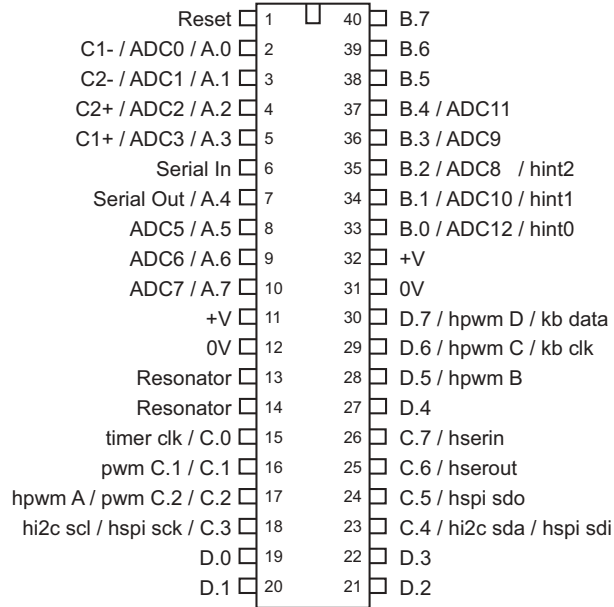 Reset 1 40 B.7
C1- / ADC0 / A.0 2 39 B.6
C2- / ADC1 / A.1 3 38 B.5
C2+ / ADC2 / A.2 4 37 B.4 / ADC11
C1+ / ADC3 / A.3 5 36 B.3 / ADC9
Serial In 6 35 B.2 / ADC8 / hint2
Serial Out / A.4 7 34 B.1 / ADC10 / hint1
ADC5 / A.5 8 33 B.0 / ADC12 / hint0
ADC6 / A.6 9 32 +V
ADC7 / A.7 10 31 0V
+V 11 30 D.7 / hpwm D / kb data
0V 12 29 D.6 / hpwm C / kb clk
Resonator 13 28 D.5 / hpwm B
Resonator 14 27 D.4
timer clk / C.0 15 26 C.7 / hserin
pwm C.1 / C.1 16 25 C.6 / hserout
hpwm A / pwm C.2 / C.2 17 24 C.5 / hspi sdo
hi2c scl / hspi sck / C.3 18 23 C.4 / hi2c sda / hspi sdi
D.0 19 22 D.3
D.1 20 21 D.2